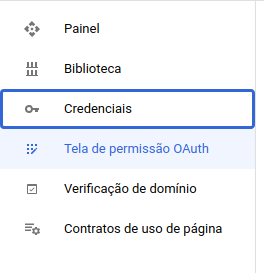 Painel
Biblioteca
Credenciais
Tela de permissão OAuth
Verificação de domínio
Contratos de uso de página